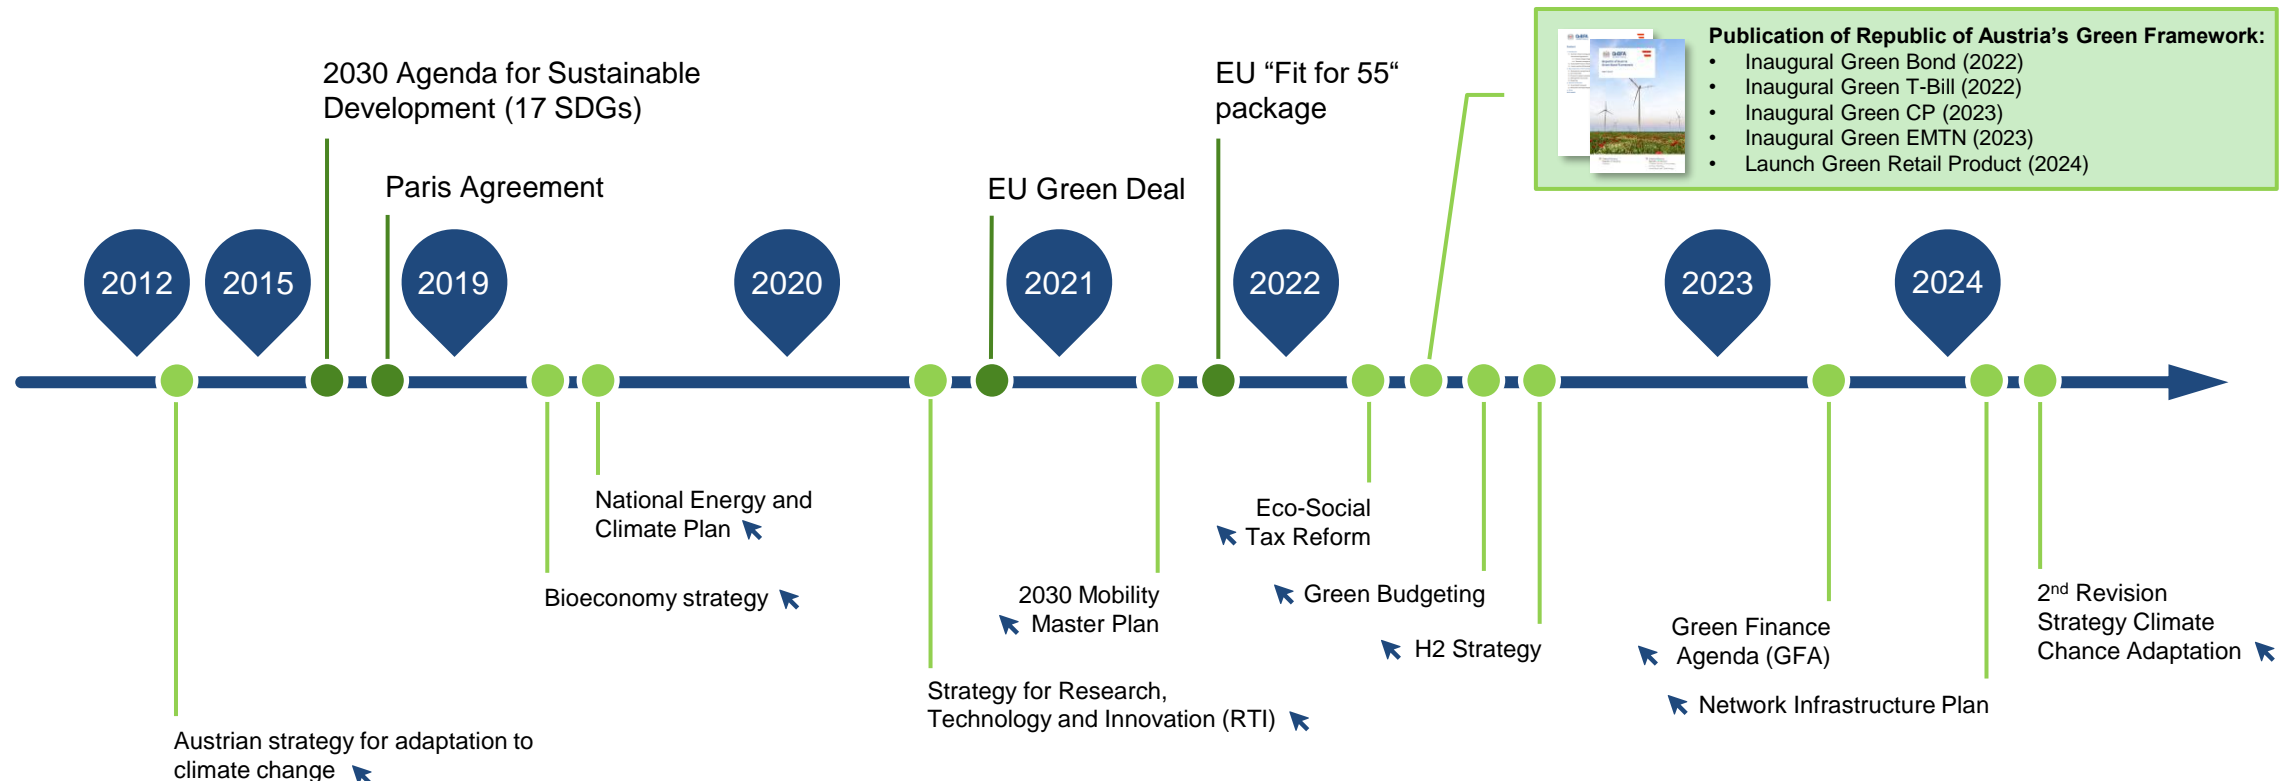 Publication of Republic of Austria's Green Framework:
• Inaugural Green Bond (2022)
• Inaugural Green T-Bill (2022)
• Inaugural Green CP (2023)
• Inaugural Green EMTN (2023)
• Launch Green Retail Product (2024)
2030 Agenda for Sustainable
Development (17 SDGs)
EU “Fit for 55“
package
Paris Agreement
EU Green Deal
2012
2015
2019
2020
2021
2022
2023
2024
National Energy and
Climate Plan
Bioeconomy strategy
Eco-Social
Tax Reform
2030 Mobility
Master Plan
Green Budgeting
H2 Strategy
Green Finance
Agenda (GFA)
2nd Revision
Strategy Climate
Chance Adaptation
Strategy for Research,
Technology and Innovation (RTI)
Network Infrastructure Plan
Austrian strategy for adaptation to
climate change